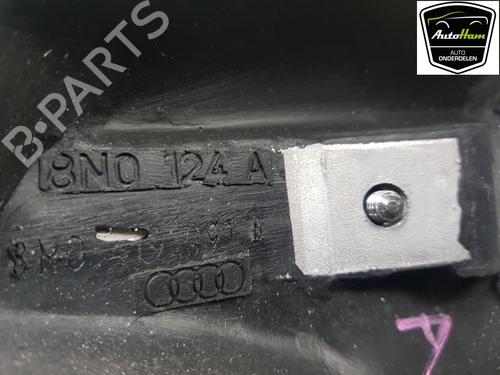 AutoHam
AUTO
ONDERDELEN
B-PARTS
8N0 124 A
A